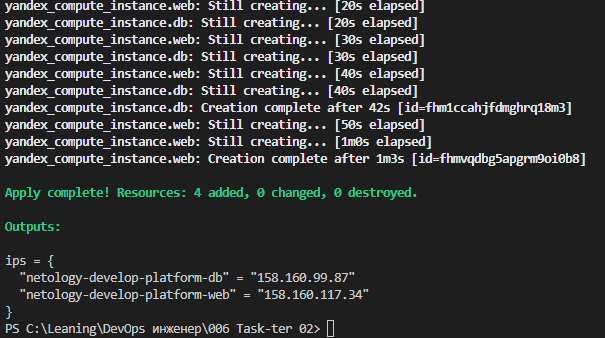 yandex_compute_instance.web: Still creating... [20s elapsed]
yandex_compute_instance.db: Still creating... [20s elapsed]
yandex_compute_instance.web: Still creating... [30s elapsed]
yandex_compute_instance.db: Still creating... [30s elapsed]
yandex_compute_instance.web: Still creating... [40s elapsed]
yandex_compute_instance.db: Still creating... [40s elapsed]
yandex_compute_instance.db: Creation complete after 42s [id=fhm1ccahjfdmghrq18m3]
yandex_compute_instance.web: Still creating... [50s elapsed]
yandex_compute_instance.web: Still creating... [1m0s elapsed]
yandex_compute_instance.web: Creation complete after 1m3s [id=fhmvqdbg5apgrm9oi0b8]
Apply complete! Resources: 4 added, 0 changed, 0 destroyed.
Outputs:
ips = {
  "netology-develop-platform-db" = "158.160.99.87"
  "netology-develop-platform-web" = "158.160.117.34"
}
PS C:\Leaning\DevOps инженер\006 Task-ter 02>